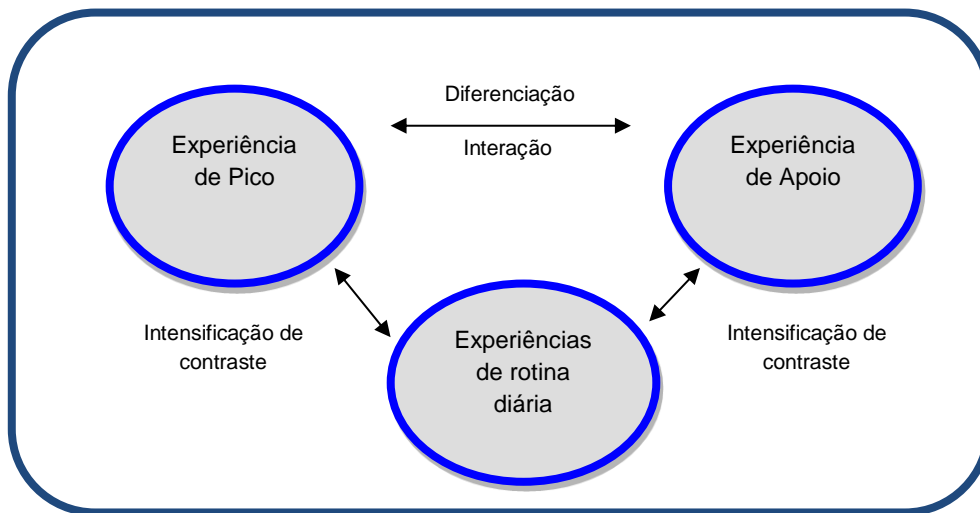 Diferenciação
Interação
Experiência
de Pico
Experiência
de Apoio
Intensificação de
contraste
Experiências
de rotina
diária
Intensificação de
contraste